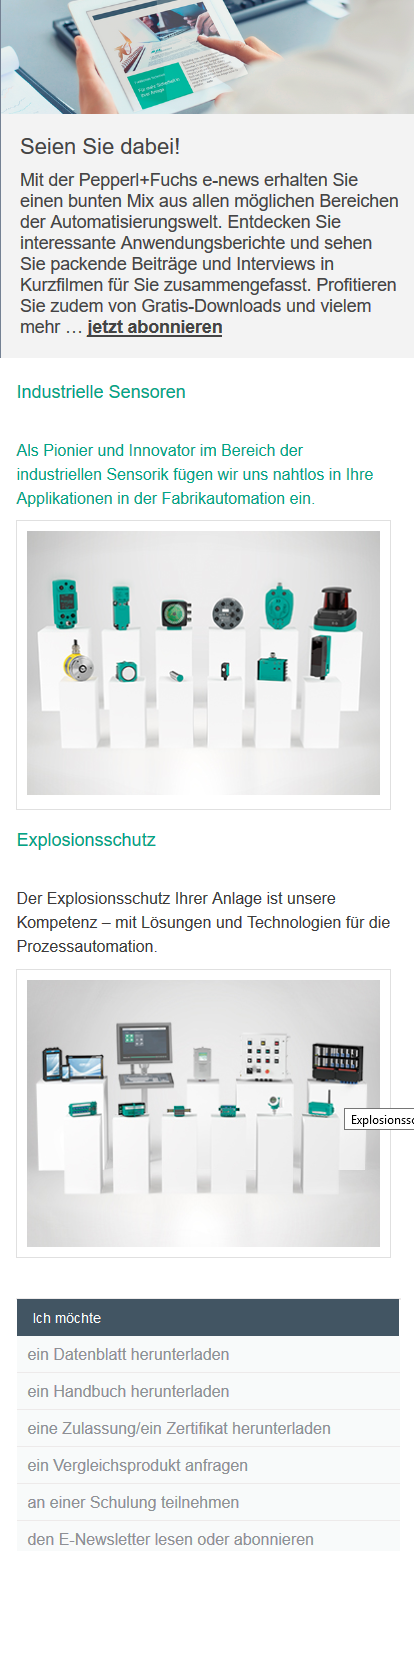 Seien Sie dabei!
Mit der Pepperl+Fuchs e-news erhalten Sie
einen bunten Mix aus allen möglichen Bereichen
der Automatisierungswelt. Entdecken Sie
interessante Anwendungsberichte und sehen
Sie packende Beiträge und Interviews in
Kurzfilmen für Sie zusammengefasst. Profitieren
Sie zudem von Gratis-Downloads und vielem
mehr … jetzt abonnieren
Industrielle Sensoren
Als Pionier und Innovator im Bereich der
industriellen Sensorik fügen wir uns nahtlos in Ihre
Applikationen in der Fabrikautomation ein.
Explosionsschutz
Der Explosionsschutz Ihrer Anlage ist unsere
Kompetenz – mit Lösungen und Technologien für die
Prozessautomation.
Explosionss
Ich möchte
ein Datenblatt herunterladen
ein Handbuch herunterladen
eine Zulassung/ein Zertifikat herunterladen
ein Vergleichsprodukt anfragen
an einer Schulung teilnehmen
den E-Newsletter lesen oder abonnieren